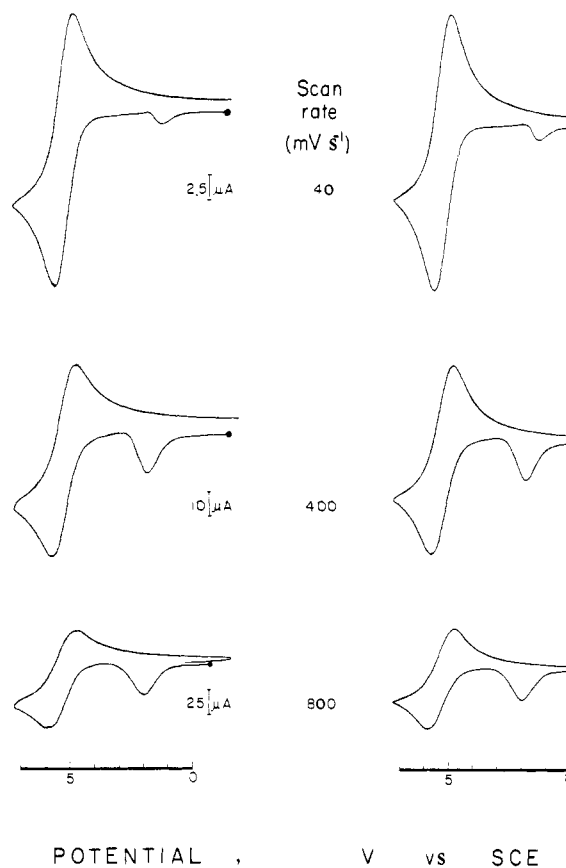 Scan
rate
(mV s⁻¹)
2.5 μA 40
10 μA 400
25 μA 800
5 0 5
POTENTIAL , V vs SCE